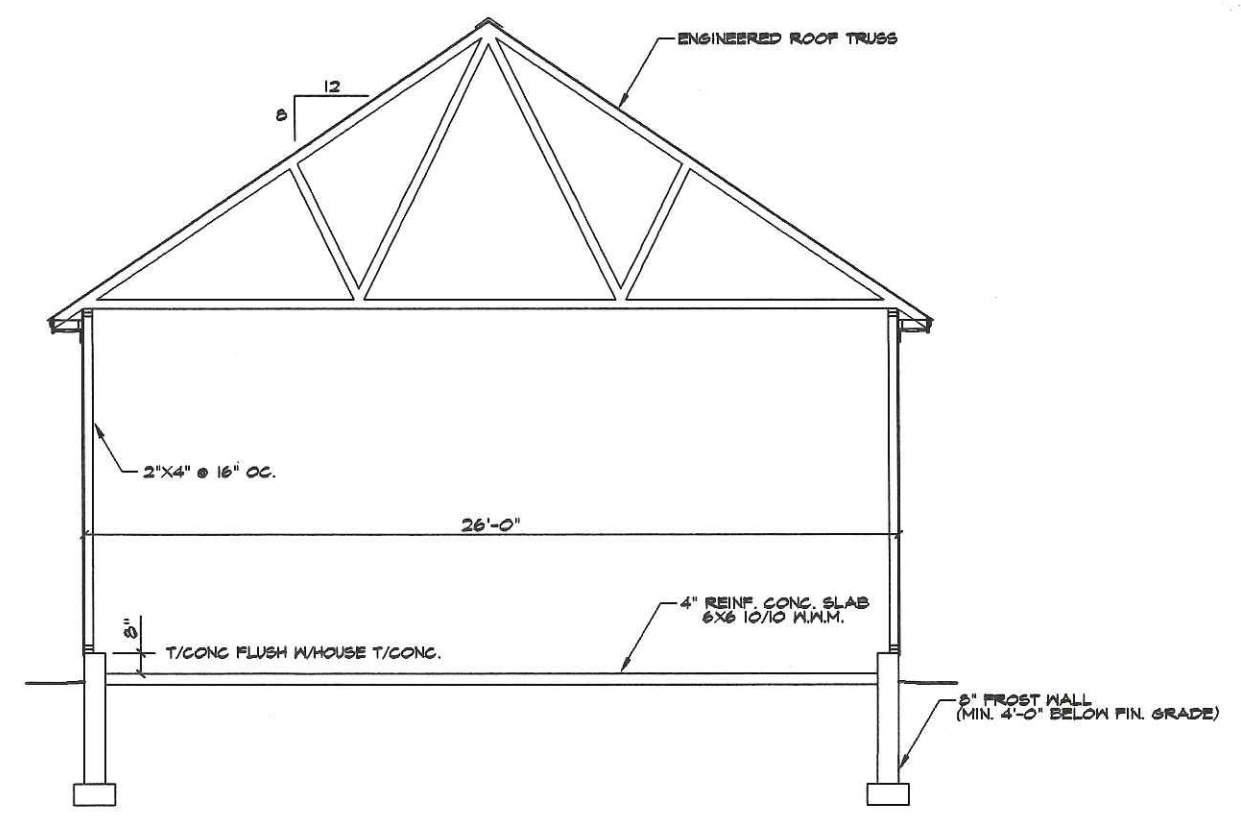 ENGINEERED ROOF TRUSS
12
8
2"X4" @ 16" OC.
26'-0"
4" REINF. CONC. SLAB
6X6 10/10 W.W.M.
8"
T/CONC FLUSH W/HOUSE T/CONC.
8" FROST WALL
(MIN. 4'-0" BELOW FIN. GRADE)